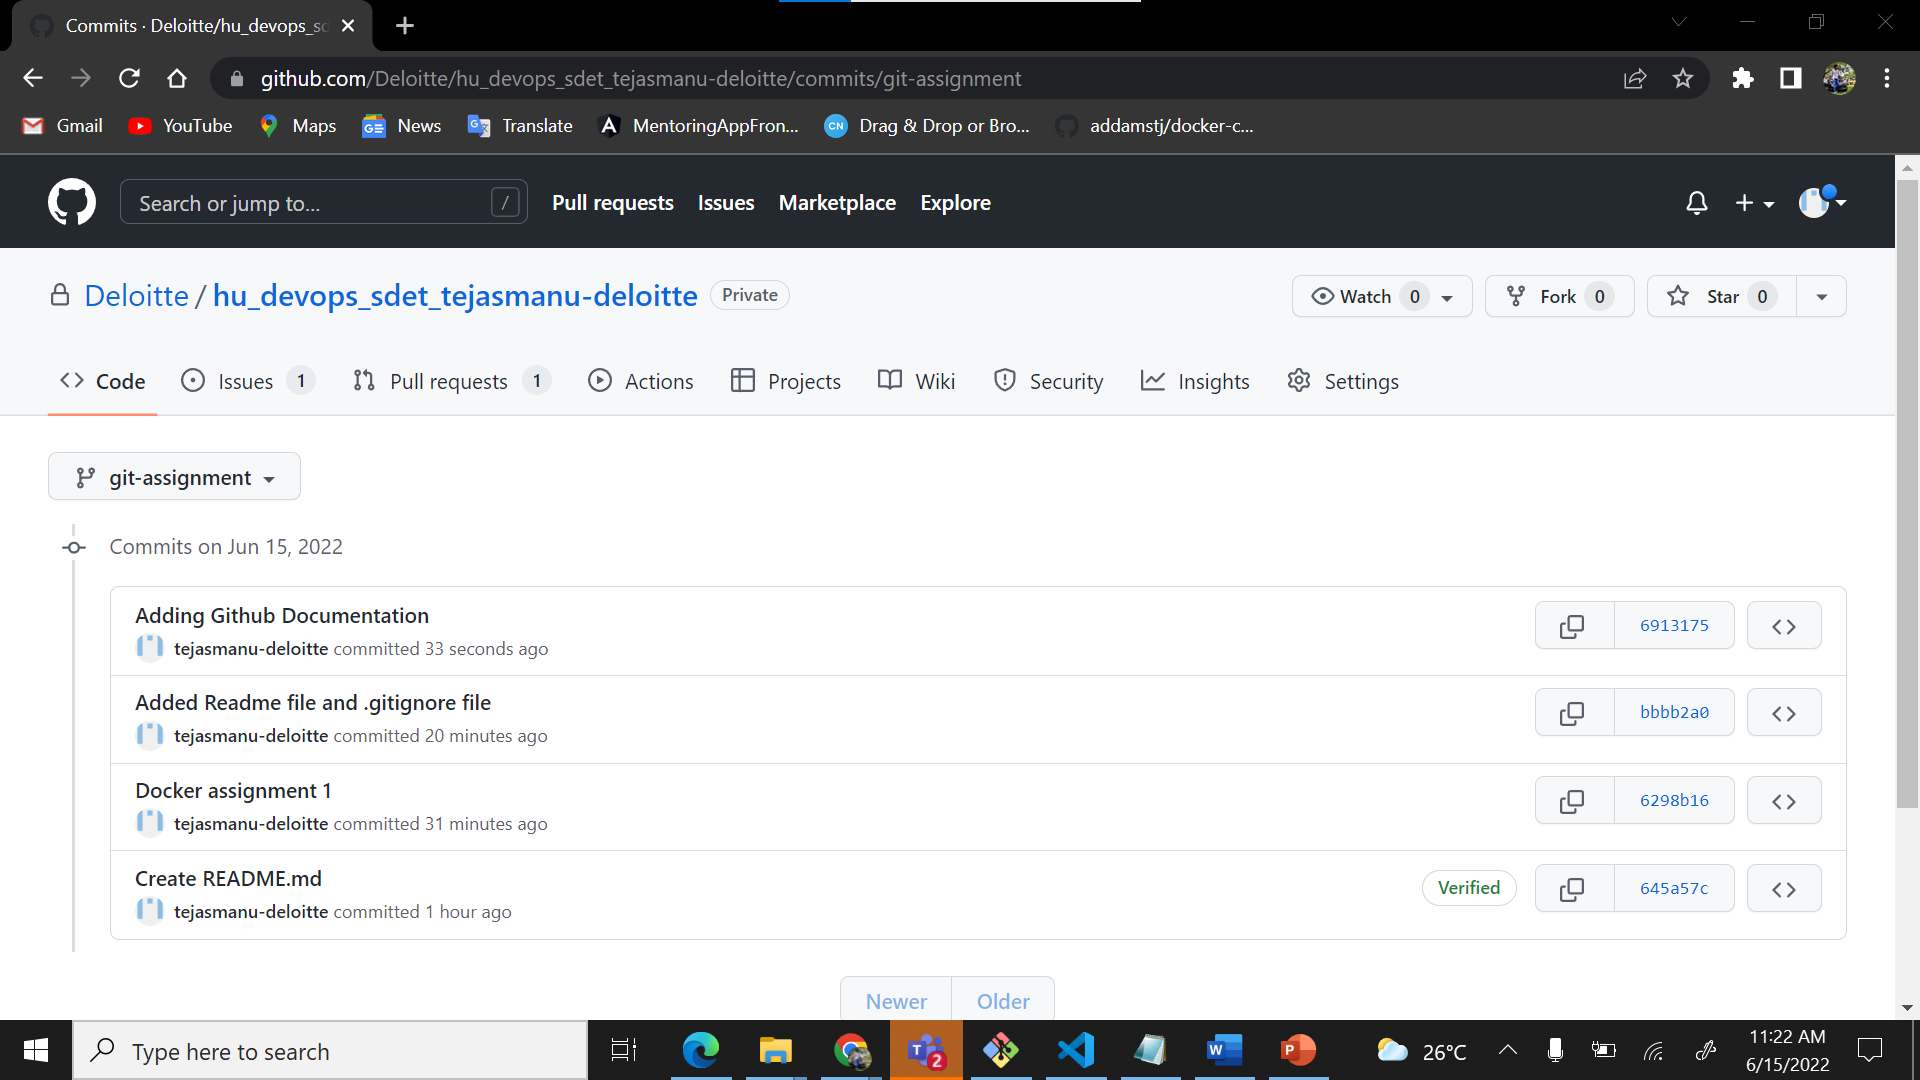 Commits · Deloitte/hu_devops_sd
github.com/Deloitte/hu_devops_sdet_tejasmanu-deloitte/commits/git-assignment
Gmail YouTube Maps News Translate MentoringAppFron... Drag & Drop or Bro... addamstj/docker-c...
Search or jump to... / Pull requests Issues Marketplace Explore
Deloitte / hu_devops_sdet_tejasmanu-deloitte Private Watch 0 Fork 0 Star 0
Code Issues 1 Pull requests 1 Actions Projects Wiki Security Insights Settings
git-assignment
Commits on Jun 15, 2022
Adding Github Documentation
tejasmanu-deloitte committed 33 seconds ago
6913175
Added Readme file and .gitignore file
tejasmanu-deloitte committed 20 minutes ago
bbbb2a0
Docker assignment 1
tejasmanu-deloitte committed 31 minutes ago
6298b16
Create README.md
tejasmanu-deloitte committed 1 hour ago
Verified 645a57c
Newer Older
Type here to search
2
26°C
11:22 AM
6/15/2022